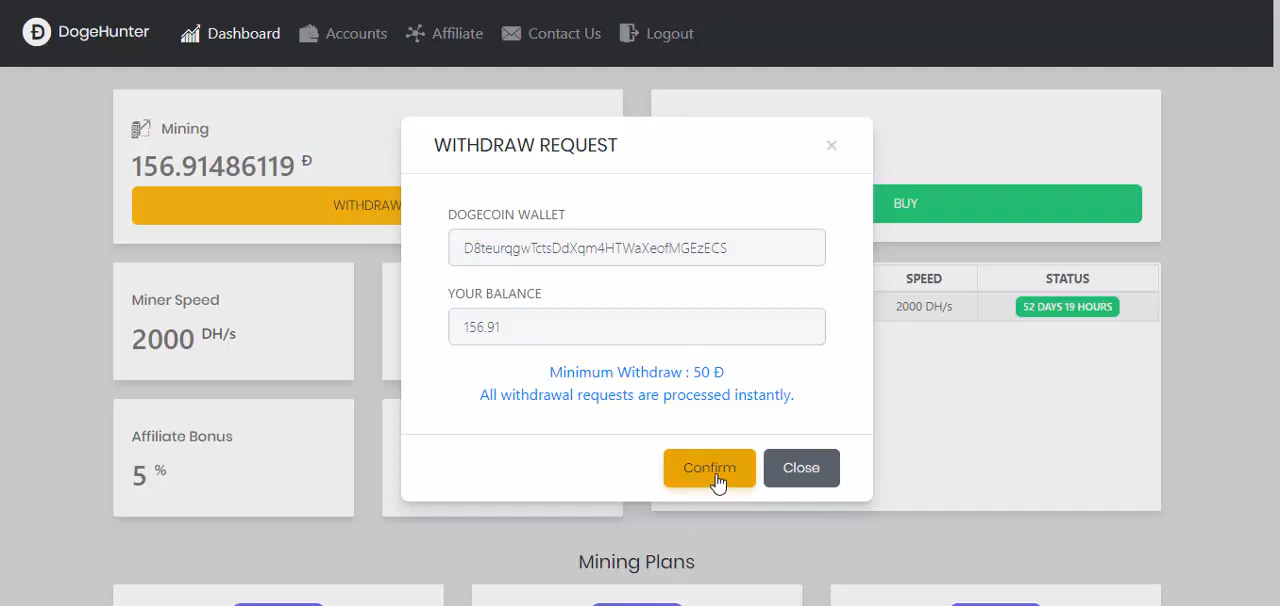 DogeHunter
Dashboard
Accounts
Affiliate
Contact Us
Logout
Mining
156.91486119 Đ
WITHDRAW
BUY
WITHDRAW REQUEST
×
DOGECOIN WALLET
D8teurqgwTctsDdXqm4HTWaXeofMGEzECS
YOUR BALANCE
156.91
Minimum Withdraw : 50 Đ
All withdrawal requests are processed instantly.
Confirm
Close
Miner Speed
2000 DH/s
SPEED
STATUS
2000 DH/s
52 DAYS 19 HOURS
Affiliate Bonus
5 %
Mining Plans